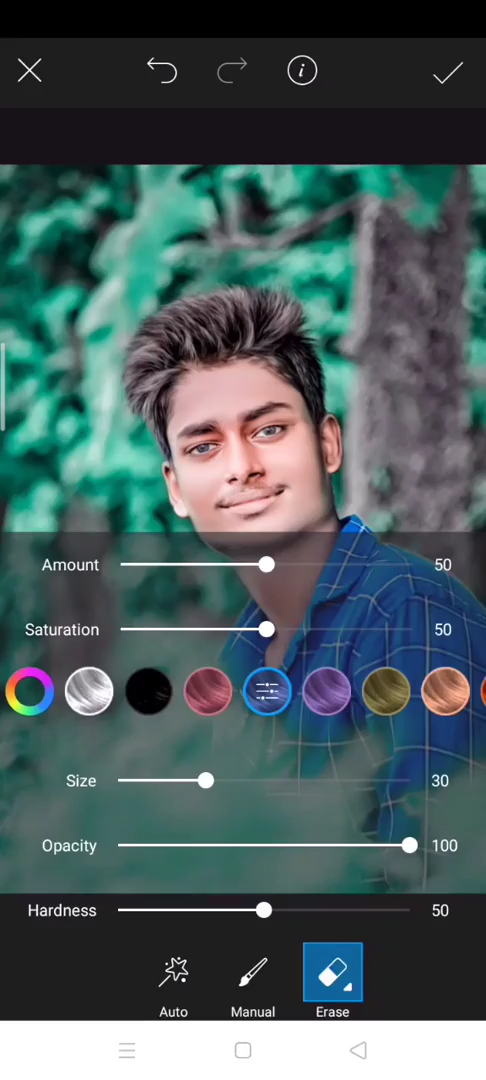 Amount 50
Saturation 50
Size 30
Opacity 100
Hardness 50
Auto Manual Erase